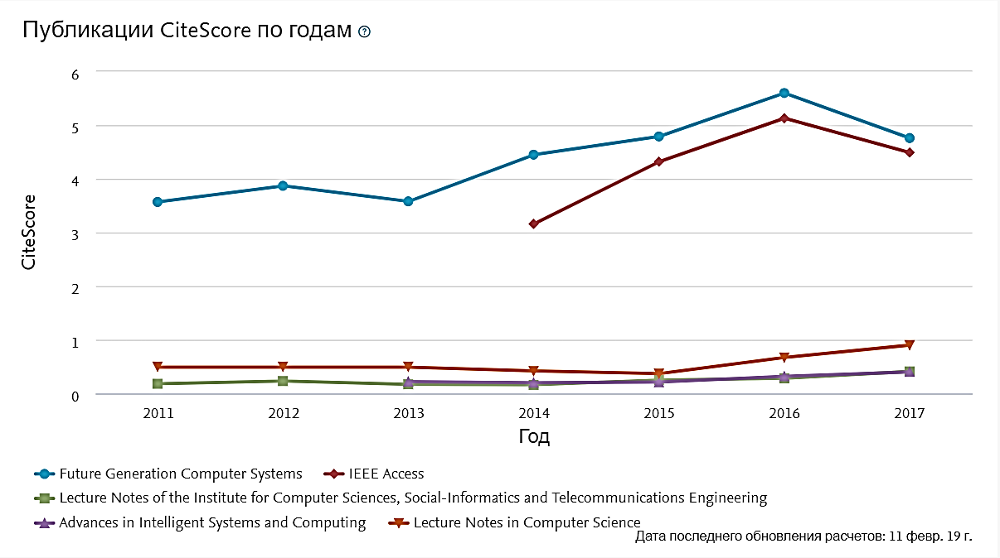 Публикации CiteScore по годам ?
6
5
4
3
2
1
0
CiteScore
2011 2012 2013 2014 2015 2016 2017
Год
Future Generation Computer Systems IEEE Access
Lecture Notes of the Institute for Computer Sciences, Social-Informatics and Telecommunications Engineering
Advances in Intelligent Systems and Computing Lecture Notes in Computer Science
Дата последнего обновления расчетов: 11 февр. 19 г.